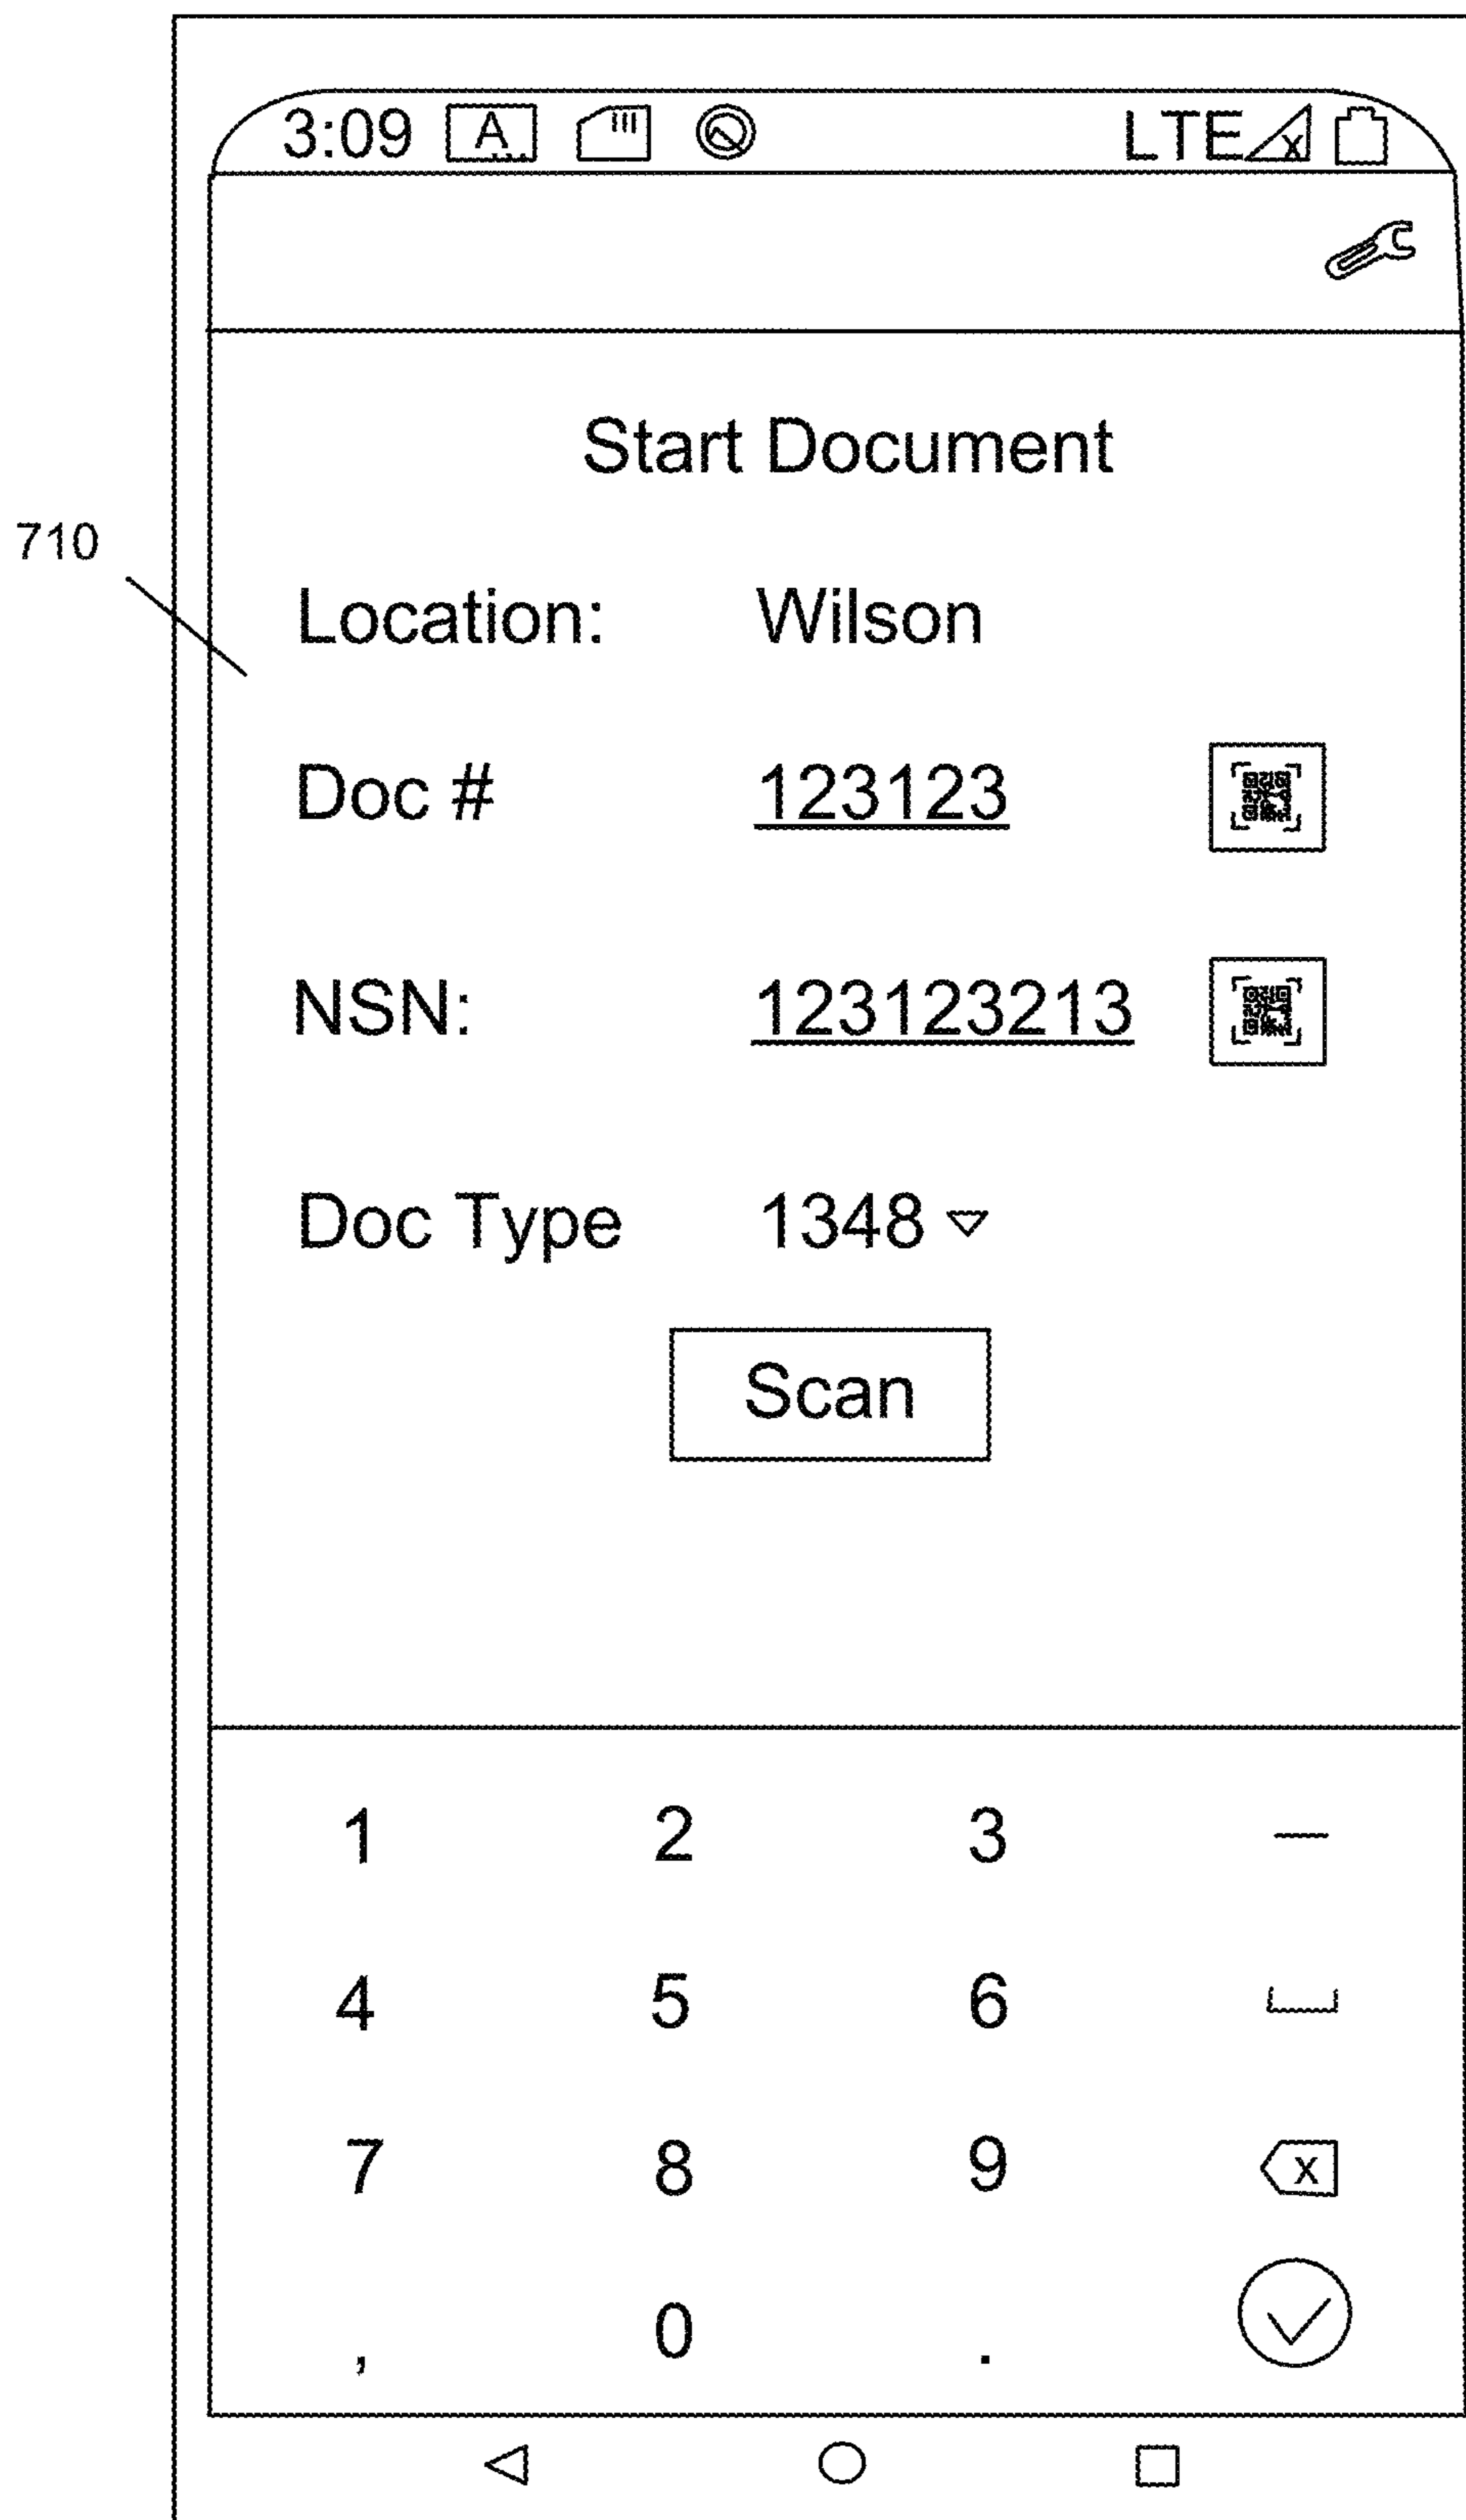 3:09 A... LTE x
Start Document
710
Location: Wilson
Doc # 123123
NSN: 123123213
Doc Type 1348
Scan
1 2 3 —
4 5 6
7 8 9 x
, 0 .